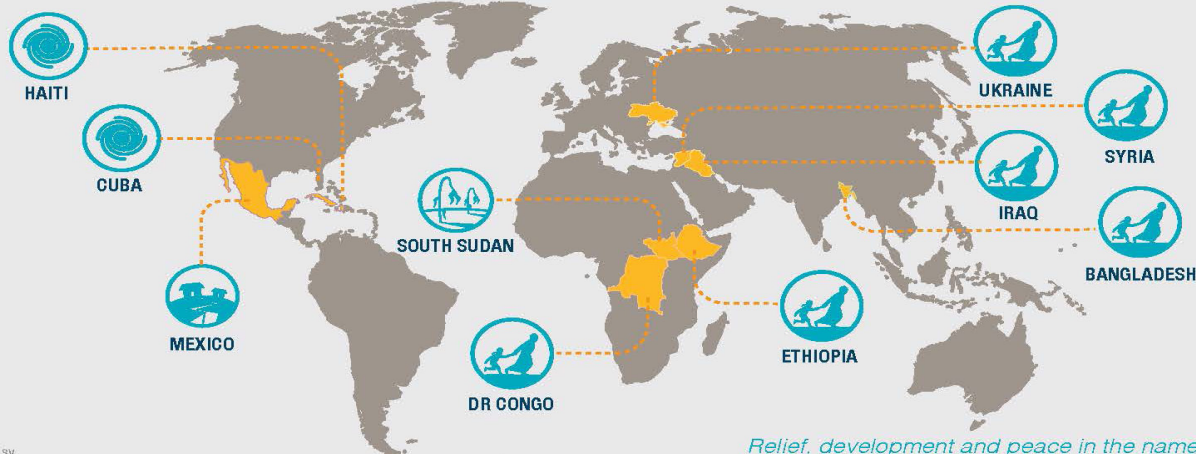 HAITI
UKRAINE
CUBA
SYRIA
IRAQ
SOUTH SUDAN
BANGLADESH
MEXICO
ETHIOPIA
DR CONGO
Relief, development and peace in the name
SM